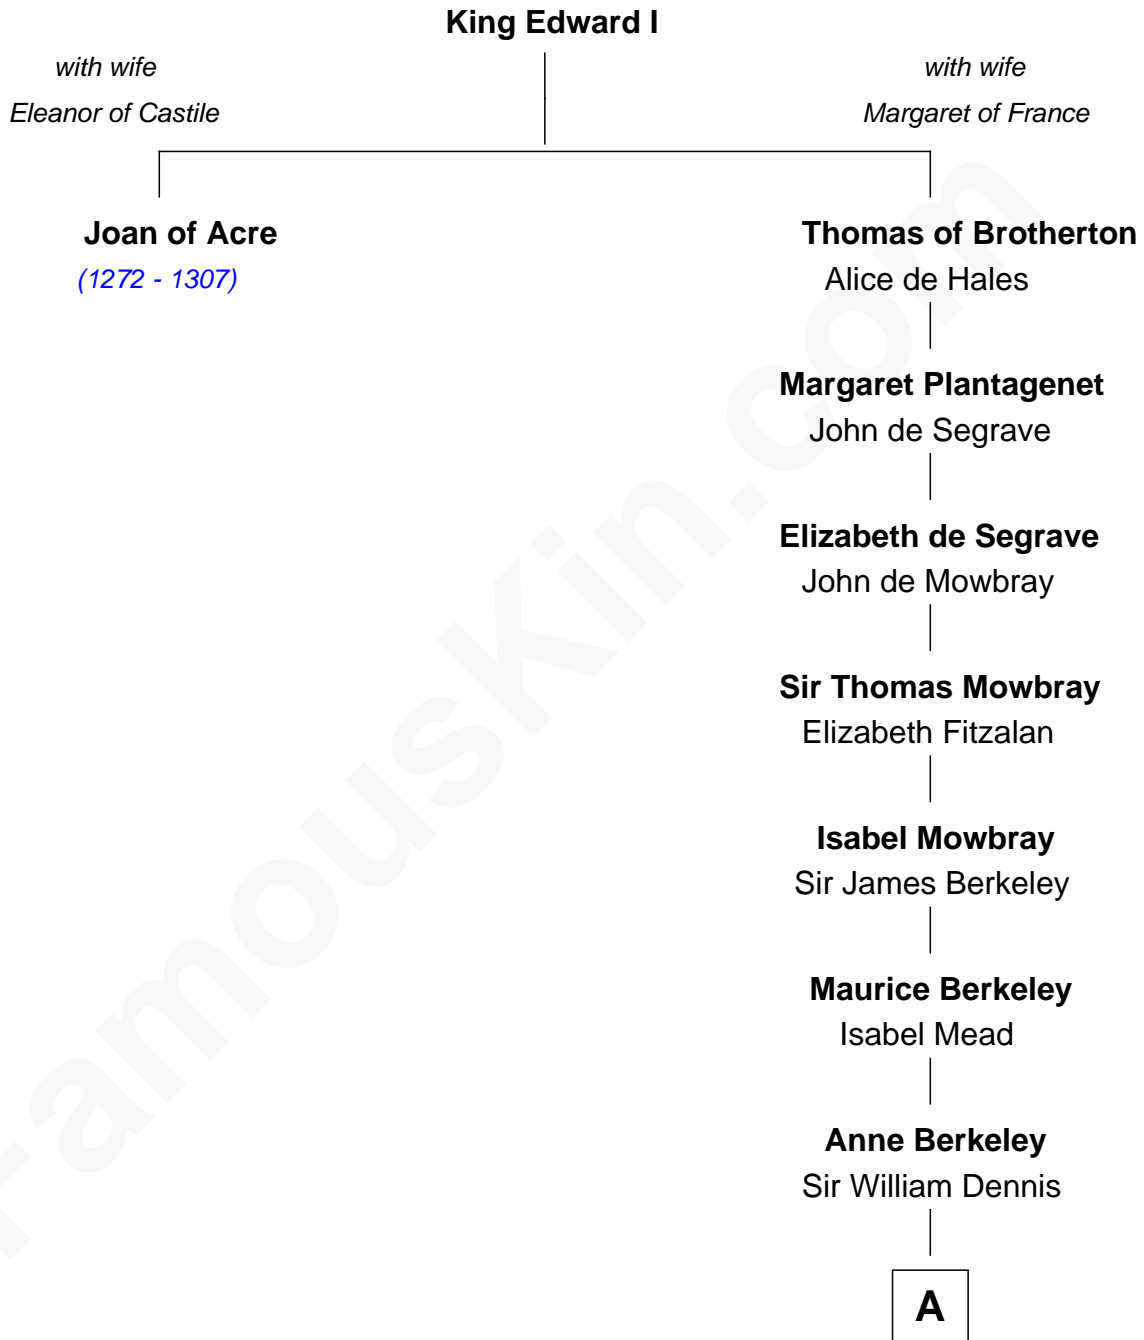 King Edward I
with wife
Eleanor of Castile
with wife
Margaret of France
Joan of Acre
(1272 - 1307)
Thomas of Brotherton
Alice de Hales
Margaret Plantagenet
John de Segrave
Elizabeth de Segrave
John de Mowbray
Sir Thomas Mowbray
Elizabeth Fitzalan
Isabel Mowbray
Sir James Berkeley
Maurice Berkeley
Isabel Mead
Anne Berkeley
Sir William Dennis
A
FamousKin.com